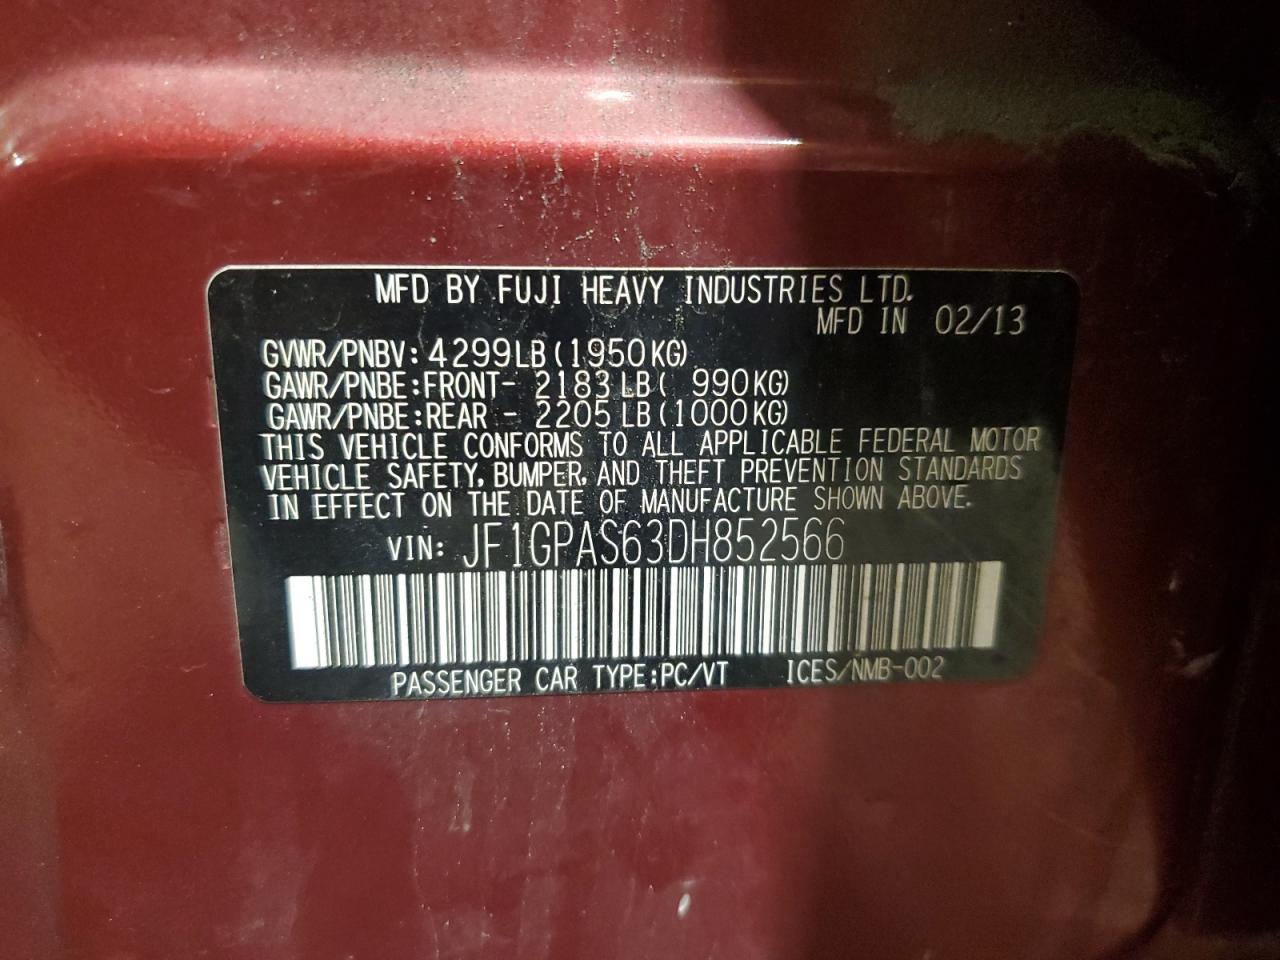 MFD BY FUJI HEAVY INDUSTRIES LTD.
MFD IN 02/13
GVWR/PNBV: 4299LB(1950KG)
GAWR/PNBE:FRONT- 2183LB( 990KG)
GAWR/PNBE:REAR - 2205LB(1000KG)
THIS VEHICLE CONFORMS TO ALL APPLICABLE FEDERAL MOTOR
VEHICLE SAFETY, BUMPER, AND THEFT PREVENTION STANDARDS
IN EFFECT ON THE DATE OF MANUFACTURE SHOWN ABOVE.
VIN: JF1GPAS63DH852566
PASSENGER CAR TYPE:PC/VT ICES/NMB-002